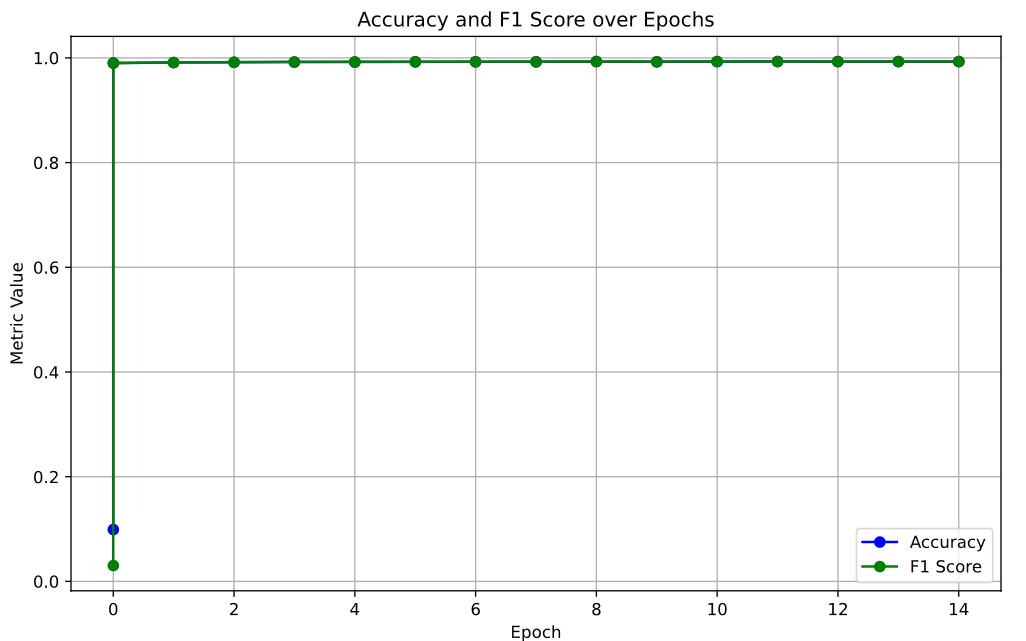 Accuracy and F1 Score over Epochs
Metric Value
1.0
0.8
0.6
0.4
0.2
0.0
Accuracy
F1 Score
0 2 4 6 8 10 12 14
Epoch